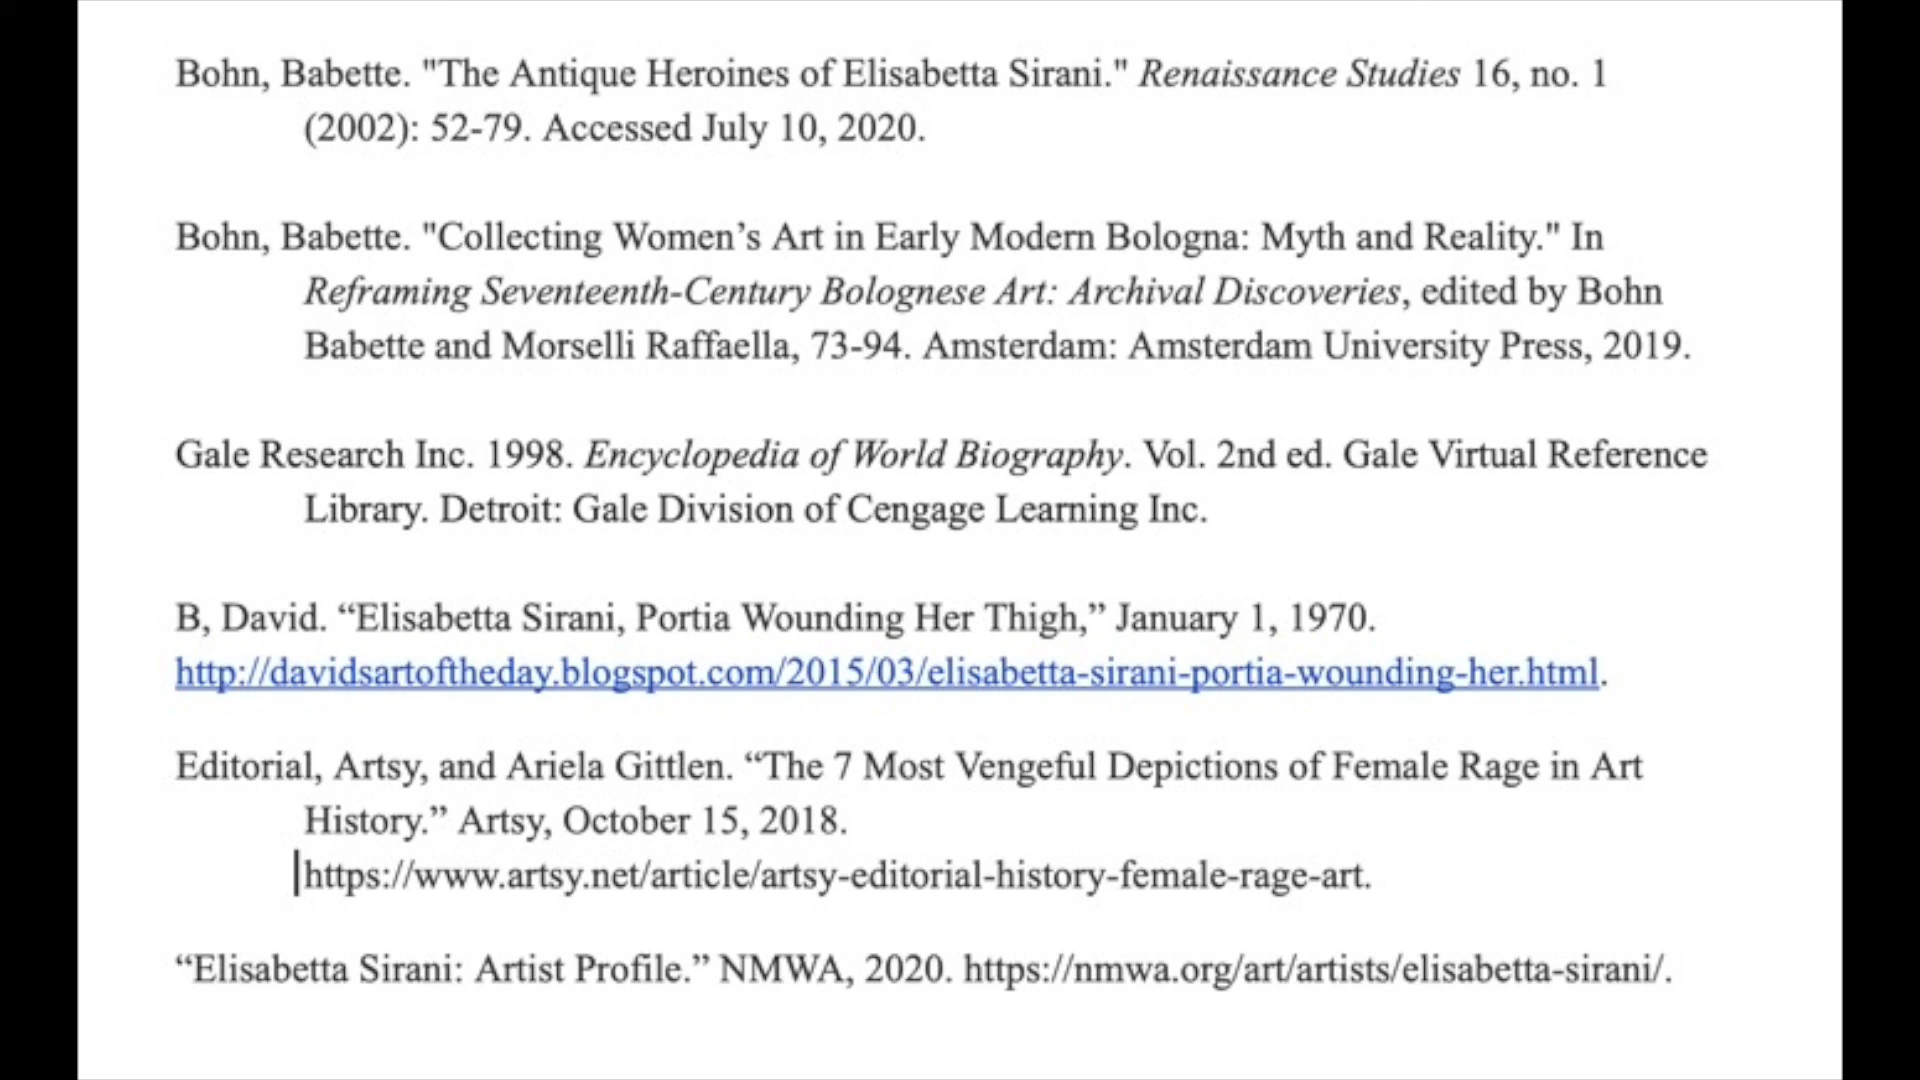 Bohn, Babette. "The Antique Heroines of Elisabetta Sirani." Renaissance Studies 16, no. 1
(2002): 52-79. Accessed July 10, 2020.
Bohn, Babette. "Collecting Women’s Art in Early Modern Bologna: Myth and Reality." In
Reframing Seventeenth-Century Bolognese Art: Archival Discoveries, edited by Bohn
Babette and Morselli Raffaella, 73-94. Amsterdam: Amsterdam University Press, 2019.
Gale Research Inc. 1998. Encyclopedia of World Biography. Vol. 2nd ed. Gale Virtual Reference
Library. Detroit: Gale Division of Cengage Learning Inc.
B, David. “Elisabetta Sirani, Portia Wounding Her Thigh,” January 1, 1970.
http://davidsartoftheday.blogspot.com/2015/03/elisabetta-sirani-portia-wounding-her.html.
Editorial, Artsy, and Ariela Gittlen. “The 7 Most Vengeful Depictions of Female Rage in Art
History.” Artsy, October 15, 2018.
https://www.artsy.net/article/artsy-editorial-history-female-rage-art.
“Elisabetta Sirani: Artist Profile.” NMWA, 2020. https://nmwa.org/art/artists/elisabetta-sirani/.